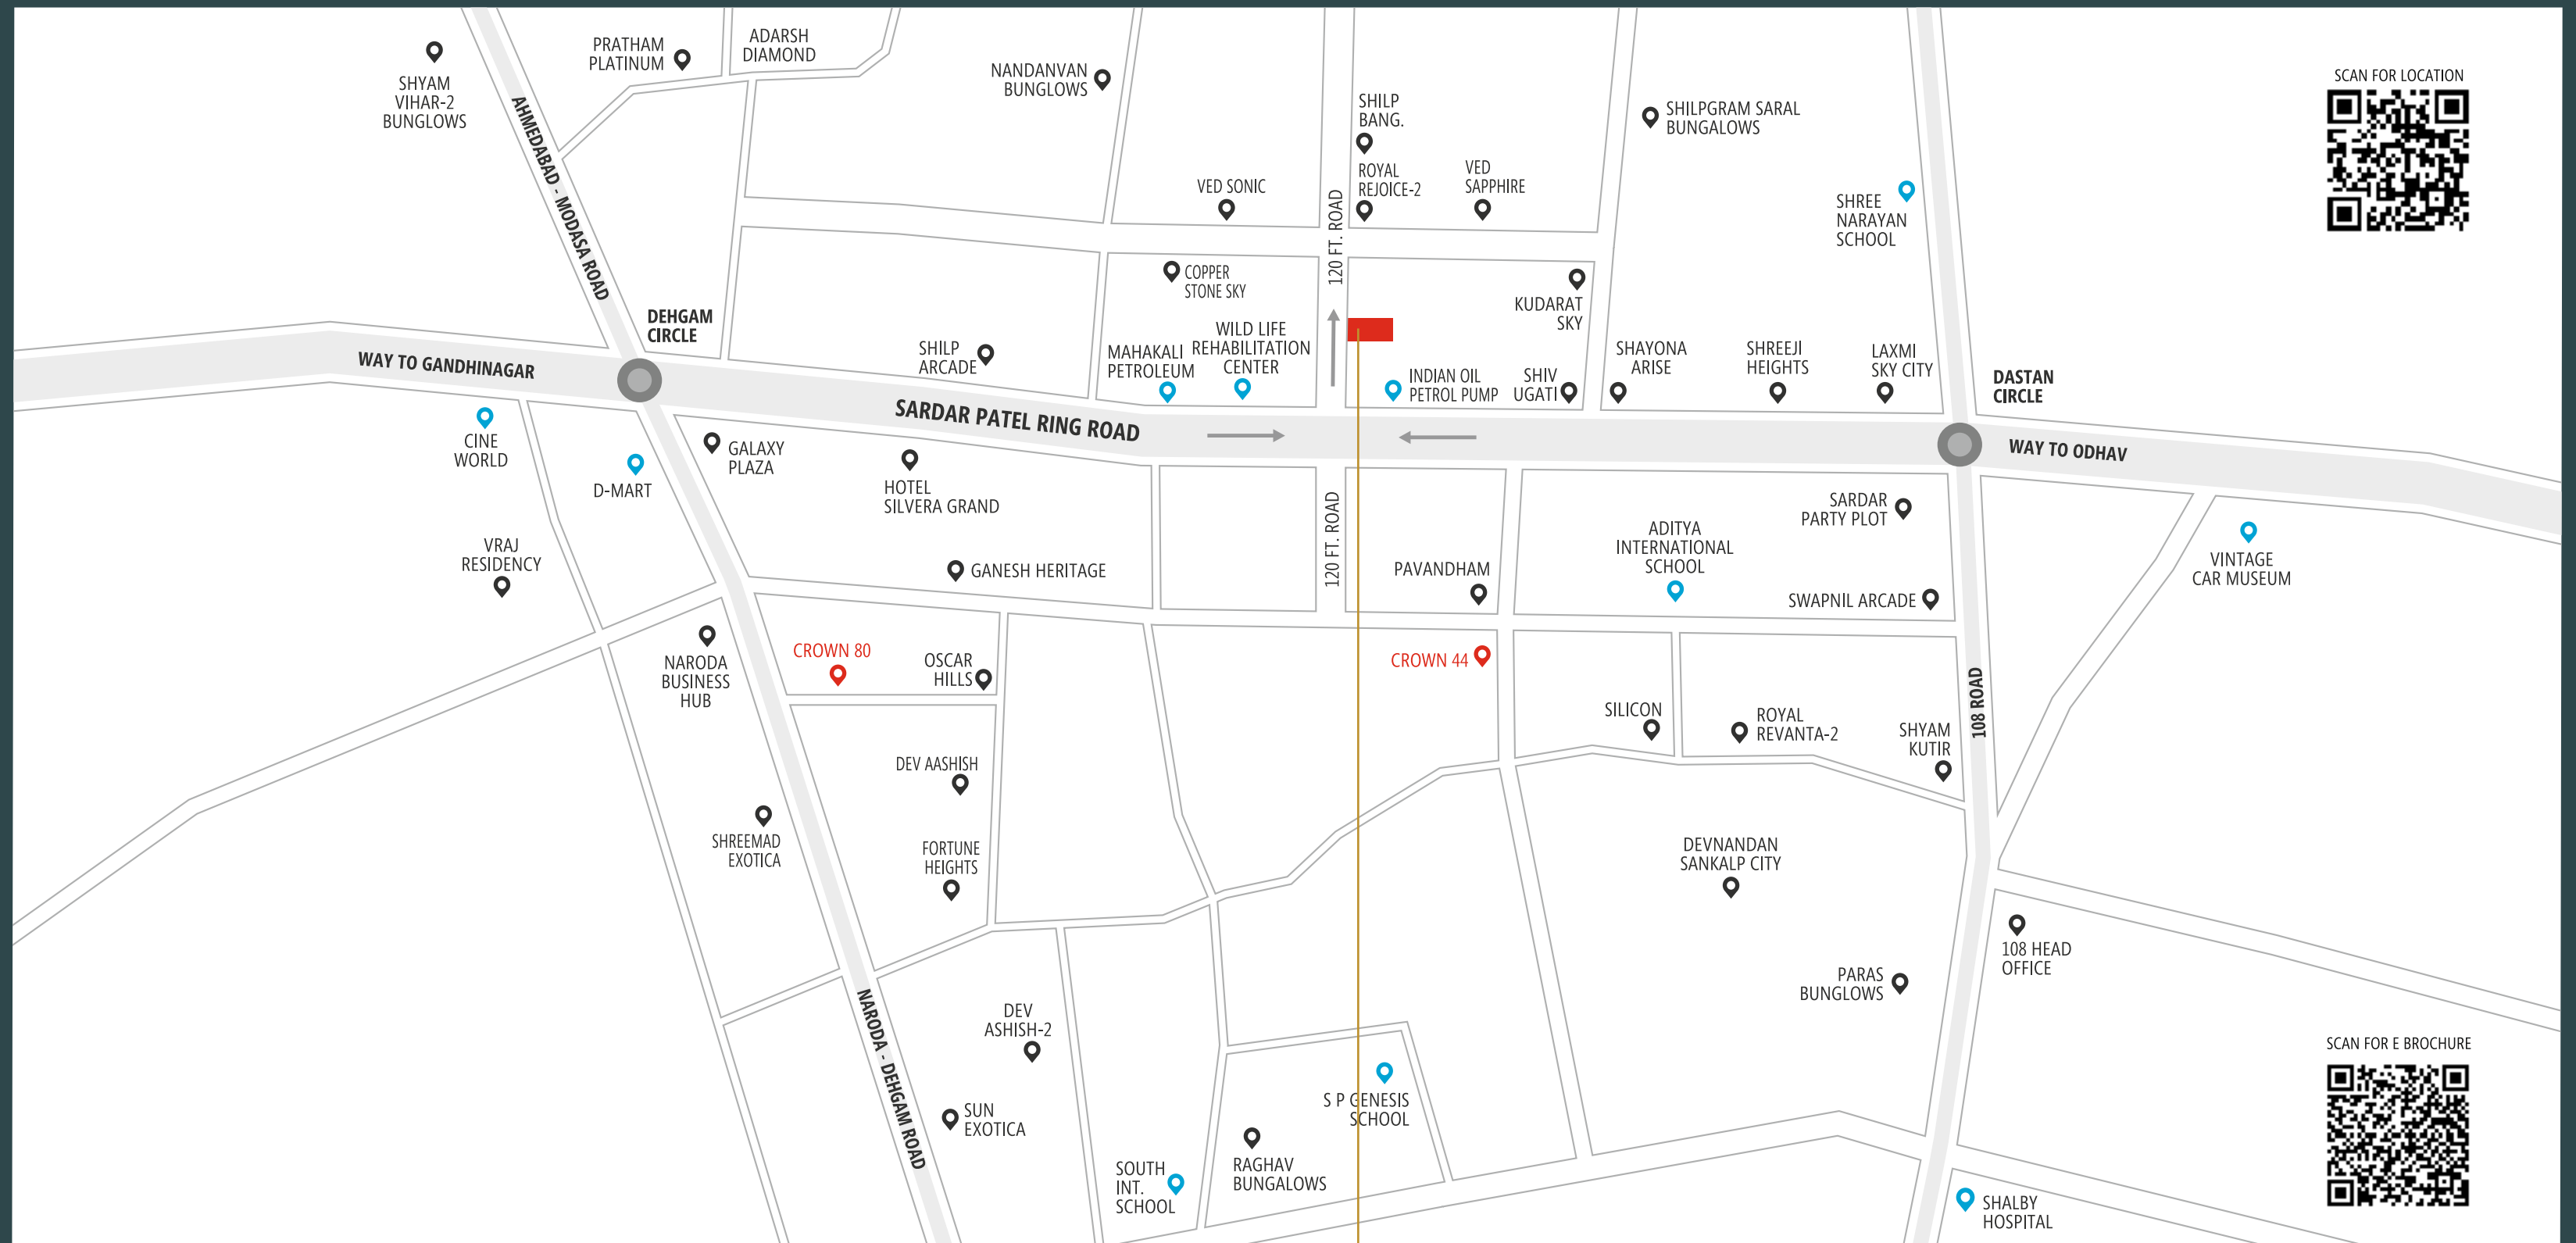 SHYAM
VIHAR-2
BUNGLOWS
PRATHAM
PLATINUM
ADARSH
DIAMOND
NANDANVAN
BUNGLOWS
SHILP
BANG.
SHILPGRAM SARAL
BUNGALOWS
SCAN FOR LOCATION
AHMEDABAD - MODASA ROAD
VED SONIC
120 FT. ROAD
ROYAL
REJOICE-2
VED
SAPPHIRE
SHREE
NARAYAN
SCHOOL
COPPER
STONE SKY
KUDARAT
SKY
DEHGAM
CIRCLE
WAY TO GANDHINAGAR
SHILP
ARCADE
MAHAKALI
PETROLEUM
WILD LIFE
REHABILITATION
CENTER
INDIAN OIL
PETROL PUMP
SHIV
UGATI
SHAYONA
ARISE
SHREEJI
HEIGHTS
LAXMI
SKY CITY
DASTAN
CIRCLE
SARDAR PATEL RING ROAD
WAY TO ODHAV
CINE
WORLD
D-MART
GALAXY
PLAZA
HOTEL
SILVERA GRAND
120 FT. ROAD
SARDAR
PARTY PLOT
ADITYA
INTERNATIONAL
SCHOOL
VINTAGE
CAR MUSEUM
VRAJ
RESIDENCY
GANESH HERITAGE
PAVANDHAM
SWAPNIL ARCADE
NARODA
BUSINESS
HUB
CROWN 80
OSCAR
HILLS
CROWN 44
SILICON
ROYAL
REVANTA-2
SHYAM
KUTIR
108 ROAD
DEV AASHISH
SHREEMAD
EXOTICA
FORTUNE
HEIGHTS
DEVNANDAN
SANKALP CITY
108 HEAD
OFFICE
PARAS
BUNGLOWS
NARODA - DEHGAM ROAD
DEV
ASHISH-2
SUN
EXOTICA
S P GENESIS
SCHOOL
SOUTH
INT.
SCHOOL
RAGHAV
BUNGALOWS
SCAN FOR E BROCHURE
SHALBY
HOSPITAL